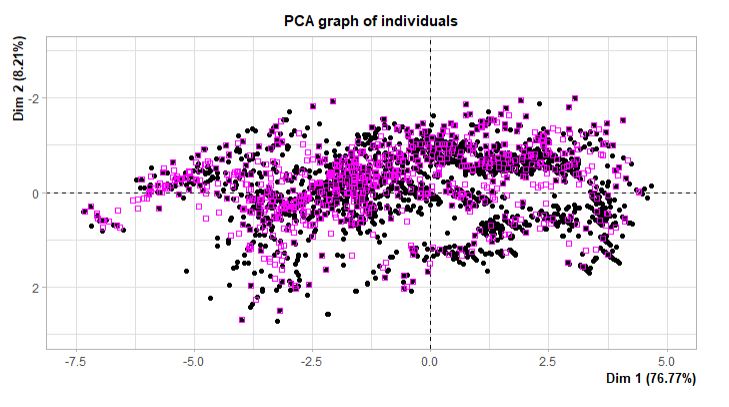 PCA graph of individuals
Dim 2 (8.21%)
-2
0
2
-7.5 -5.0 -2.5 0.0 2.5 5.0
Dim 1 (76.77%)